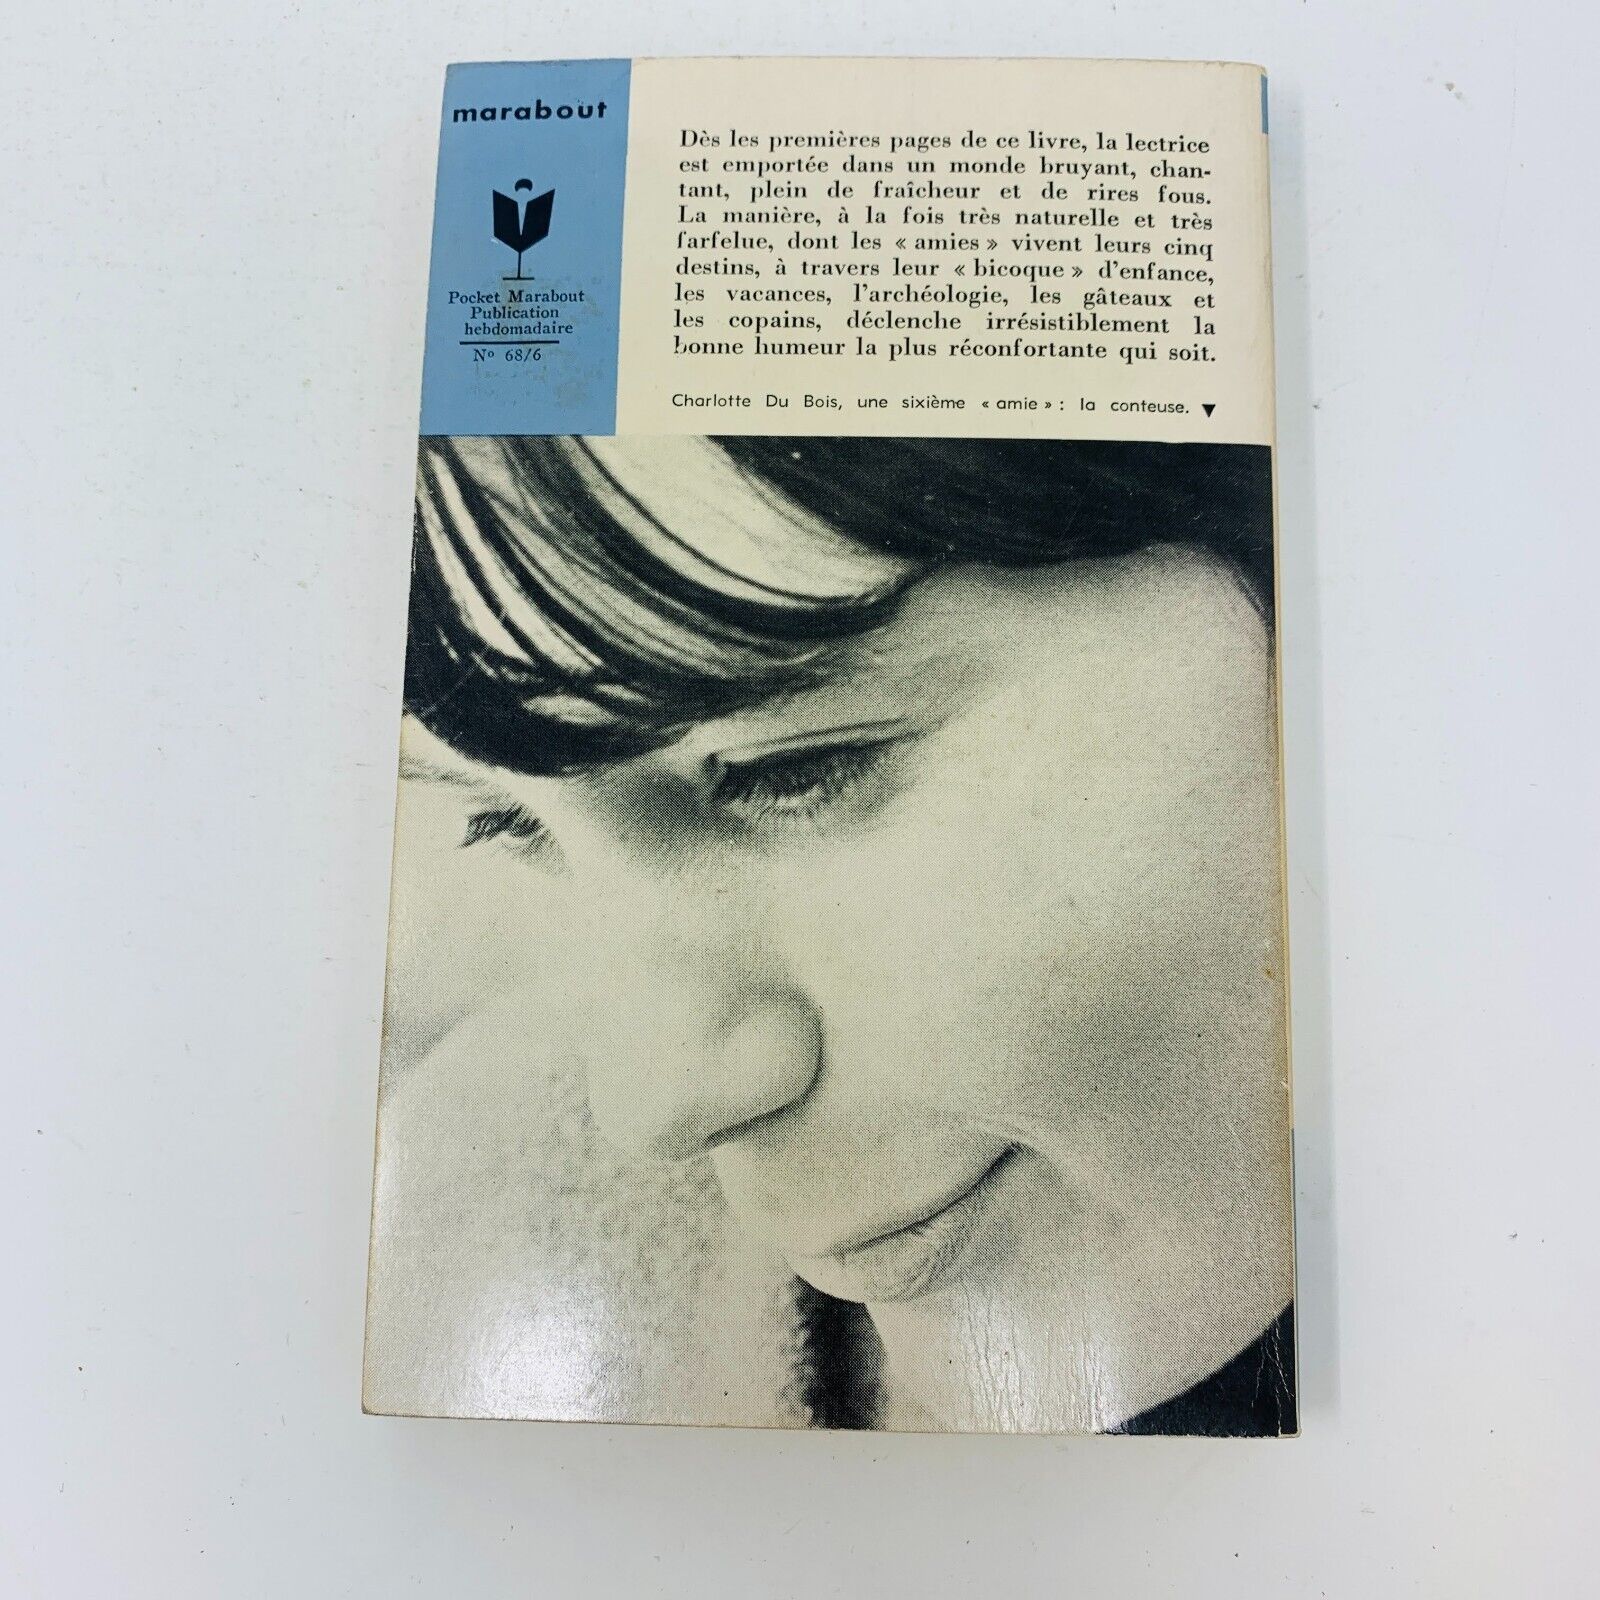 marabout
Pocket Marabout
Publication
hebdomadaire
N° 68/6
Dès les premières pages de ce livre, la lectrice
est emportée dans un monde bruyant, chan-
tant, plein de fraîcheur et de rires fous.
La manière, à la fois très naturelle et très
farfelue, dont les « amies » vivent leurs cinq
destins, à travers leur « bicoque » d'enfance,
les vacances, l'archéologie, les gâteaux et
les copains, déclenche irrésistiblement la
bonne humeur la plus réconfortante qui soit.
Charlotte Du Bois, une sixième « amie » : la conteuse. ▼